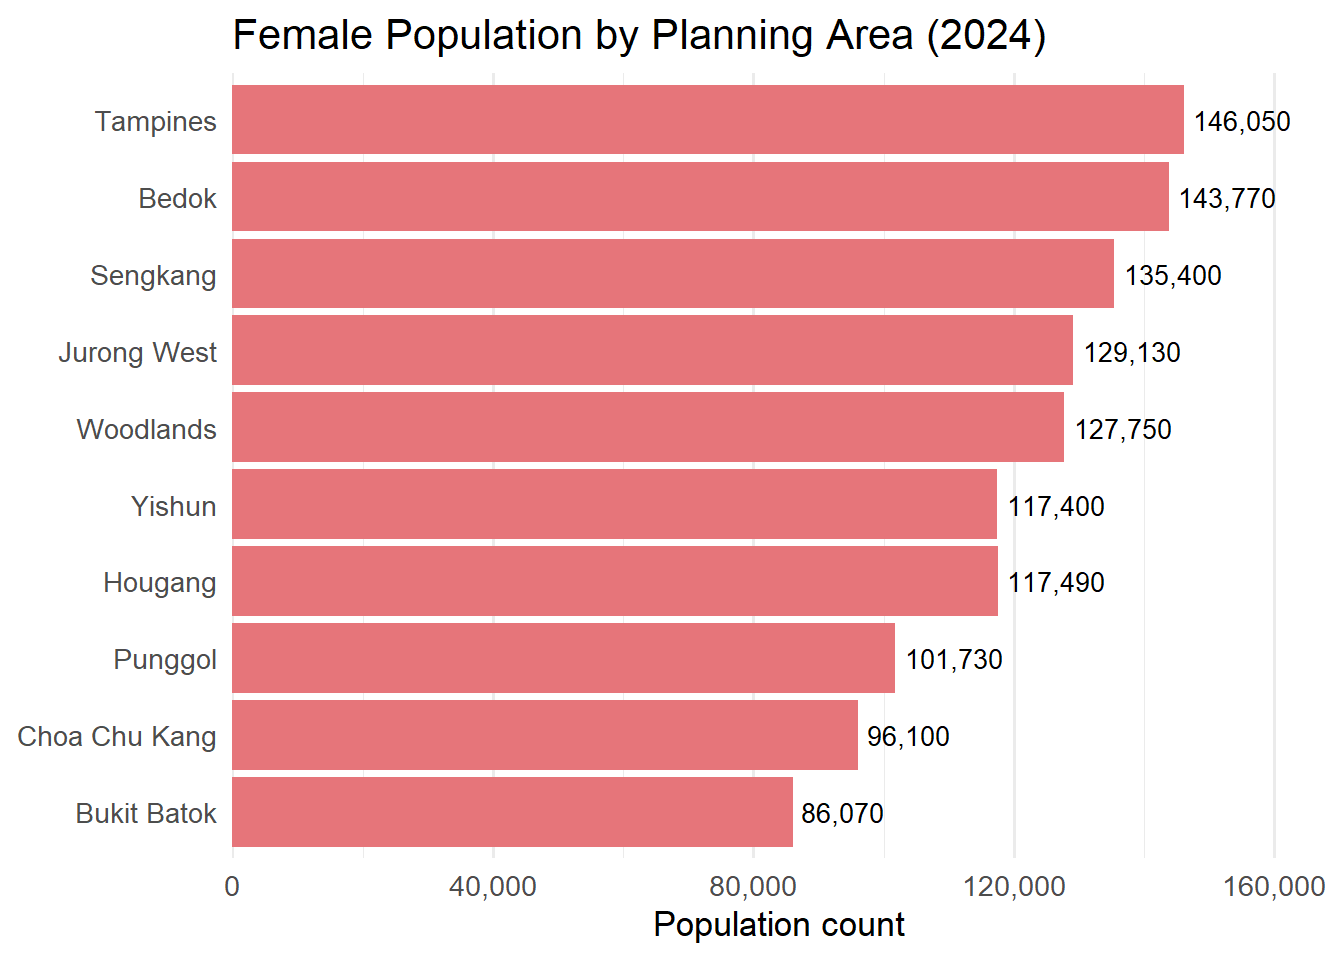 Female Population by Planning Area (2024)
Tampines 146,050
Bedok 143,770
Sengkang 135,400
Jurong West 129,130
Woodlands 127,750
Yishun 117,400
Hougang 117,490
Punggol 101,730
Choa Chu Kang 96,100
Bukit Batok 86,070
0 40,000 80,000 120,000 160,000
Population count